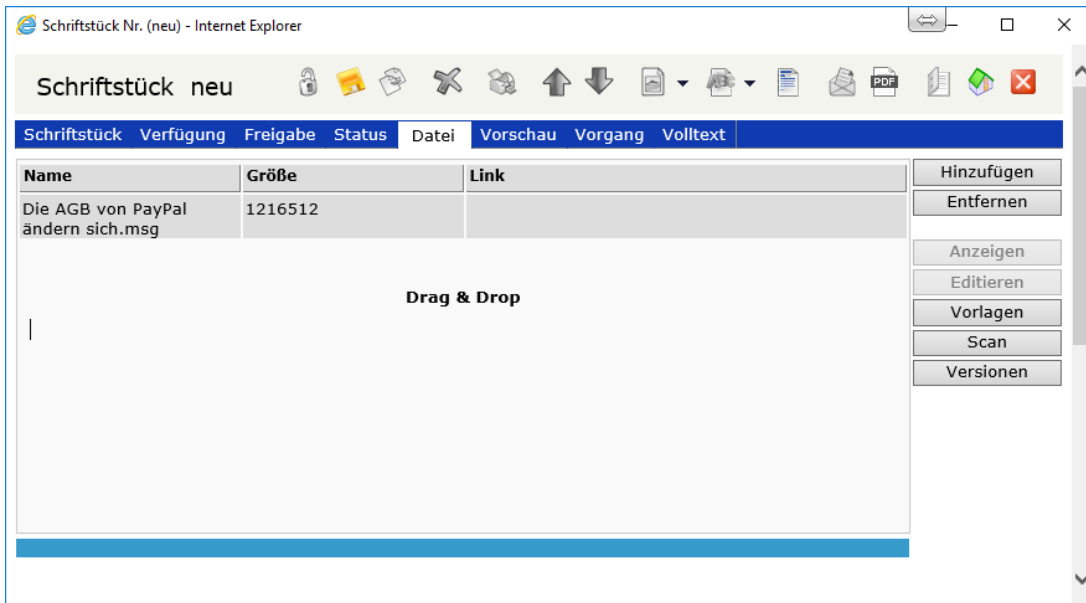 Schriftstück Nr. (neu) - Internet Explorer
Schriftstück neu
PDF
Schriftstück Verfügung Freigabe Status Datei Vorschau Vorgang Volltext
Name Größe Link
Die AGB von PayPal 1216512
ändern sich.msg
Drag & Drop
Hinzufügen
Entfernen
Anzeigen
Editieren
Vorlagen
Scan
Versionen